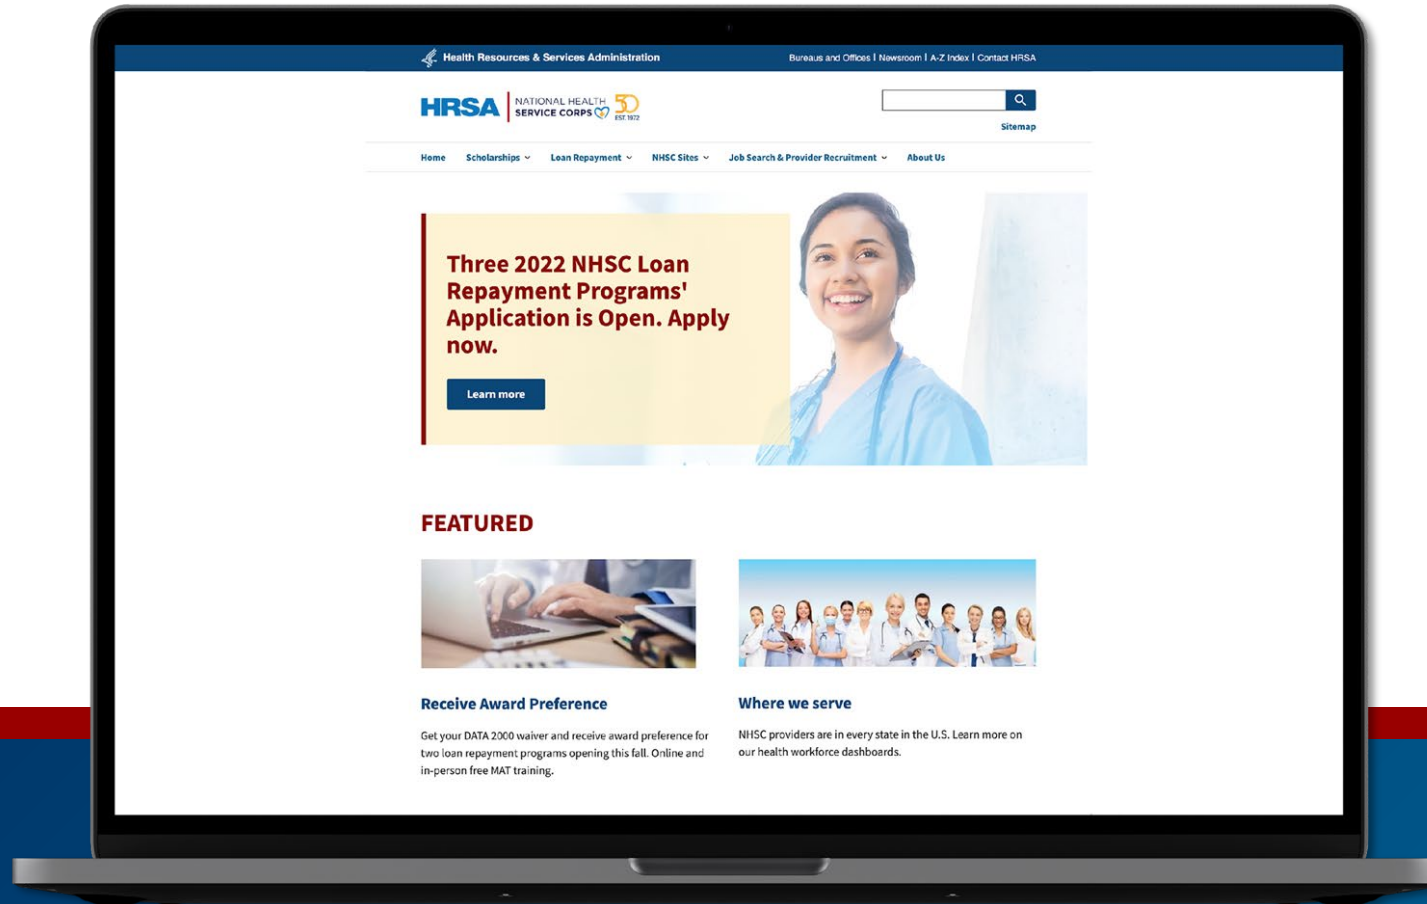 Health Resources & Services Administration
Bureaus and Offices | Newsroom | A-Z Index | Contact HRSA
HRSA
NATIONAL HEALTH
SERVICE CORPS
50
EST. 1972
Sitemap
Home Scholarships Loan Repayment NHSC Sites Job Search & Provider Recruitment About Us
Three 2022 NHSC Loan
Repayment Programs'
Application is Open. Apply
now.
Learn more
FEATURED
Receive Award Preference
Get your DATA 2000 waiver and receive award preference for
two loan repayment programs opening this fall. Online and
in-person free MAT training.
Where we serve
NHSC providers are in every state in the U.S. Learn more on
our health workforce dashboards.